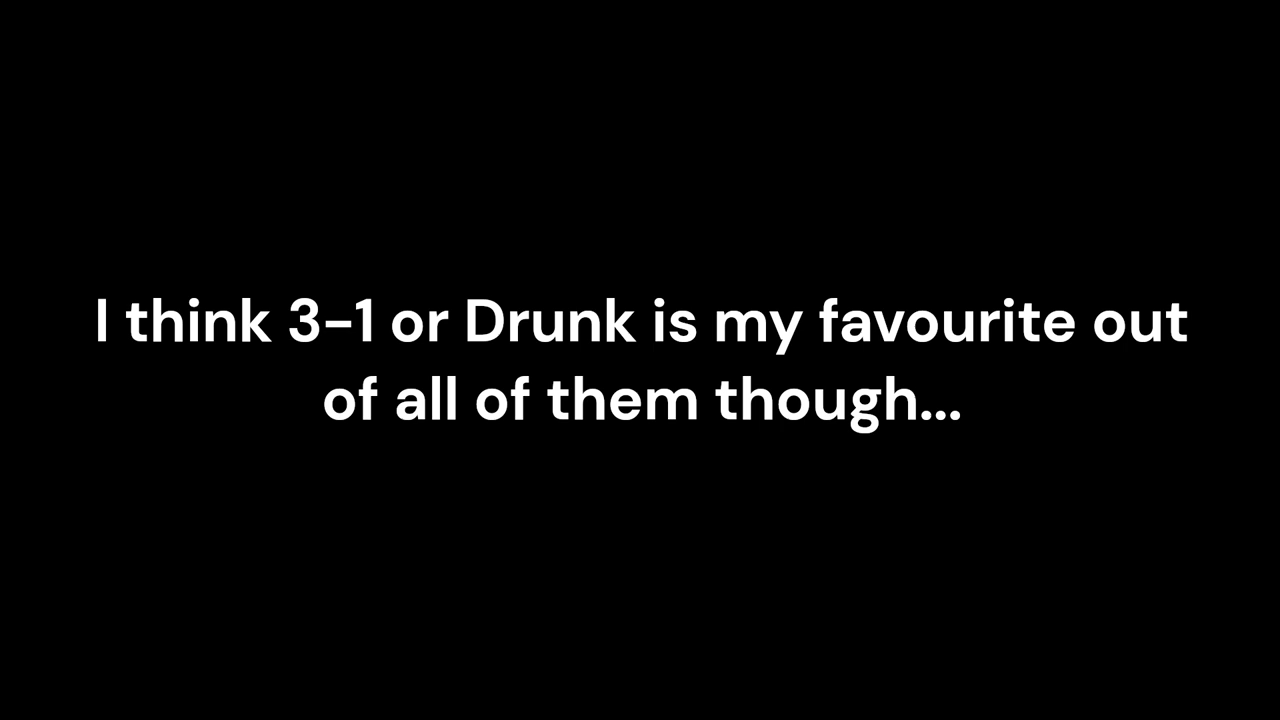 I think 3-1 or Drunk is my favourite out
of all of them though...